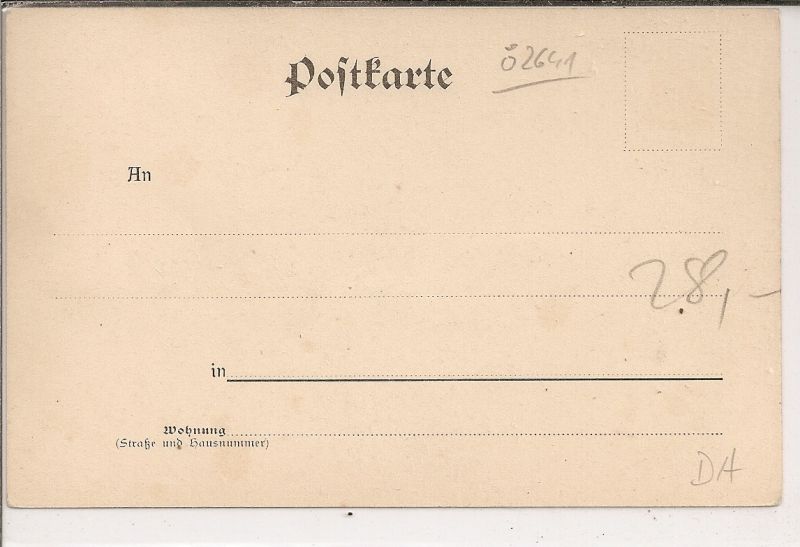 Postkarte
Ö2641
An
28,-
in
Wohnung
(Straße und Hausnummer)
DA